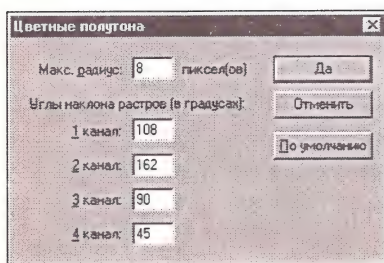 Цветные полутона
Макс. радиус: 8 пиксел(ов)
Да
Углы наклона растров (в градусах):
Отменить
1 канал: 108
По умолчанию
2 канал: 162
3 канал: 90
4 канал: 45